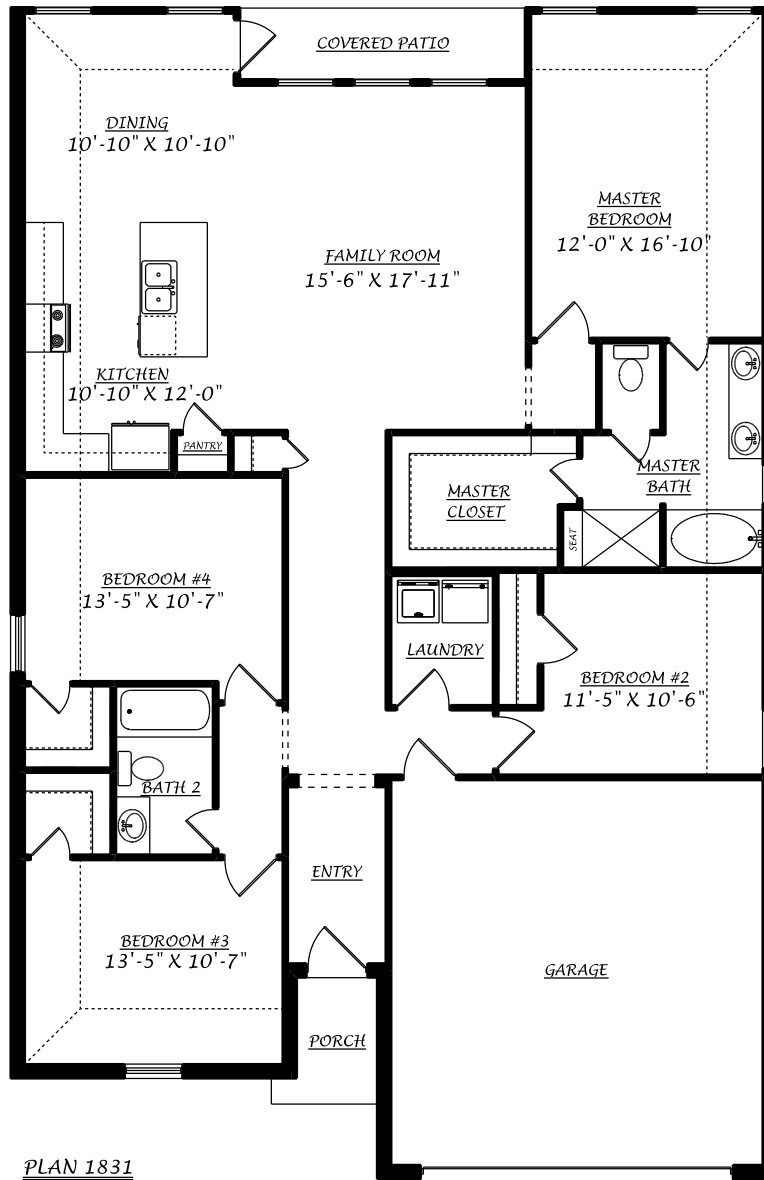 COVERED PATIO
DINING
10'-10" X 10'-10"
MASTER
BEDROOM
12'-0" X 16'-10"
FAMILY ROOM
15'-6" X 17'-11"
KITCHEN
10'-10" X 12'-0"
PANTRY
MASTER
BATH
MASTER
CLOSET
SEAT
BEDROOM #4
13'-5" X 10'-7"
LAUNDRY
BEDROOM #2
11'-5" X 10'-6"
BATH 2
ENTRY
BEDROOM #3
13'-5" X 10'-7"
GARAGE
PORCH
PLAN 1831